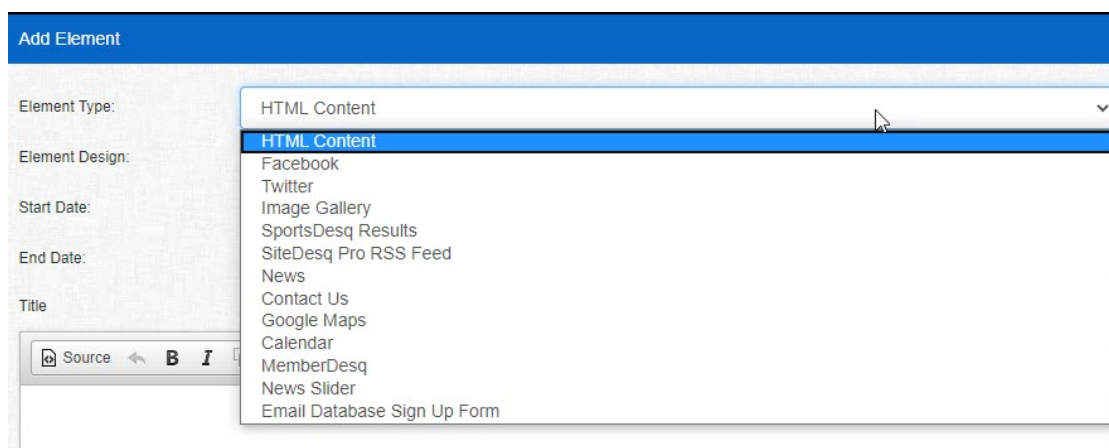 Add Element
Element Type:
HTML Content
HTML Content
Facebook
Twitter
Image Gallery
SportsDesq Results
SiteDesq Pro RSS Feed
News
Contact Us
Google Maps
Calendar
MemberDesq
News Slider
Email Database Sign Up Form
Element Design:
Start Date:
End Date:
Title
Source B I